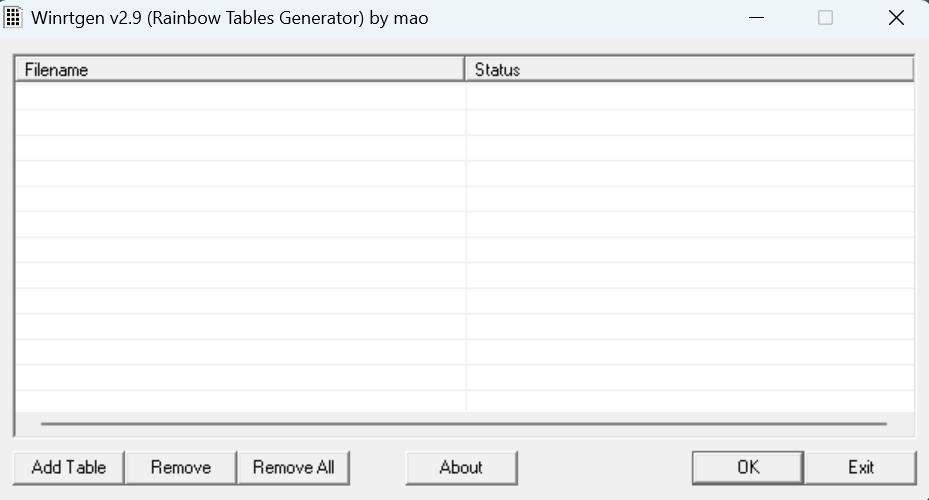 Winrtgen v2.9 (Rainbow Tables Generator) by mao
Filename Status
Add Table Remove Remove All About OK Exit